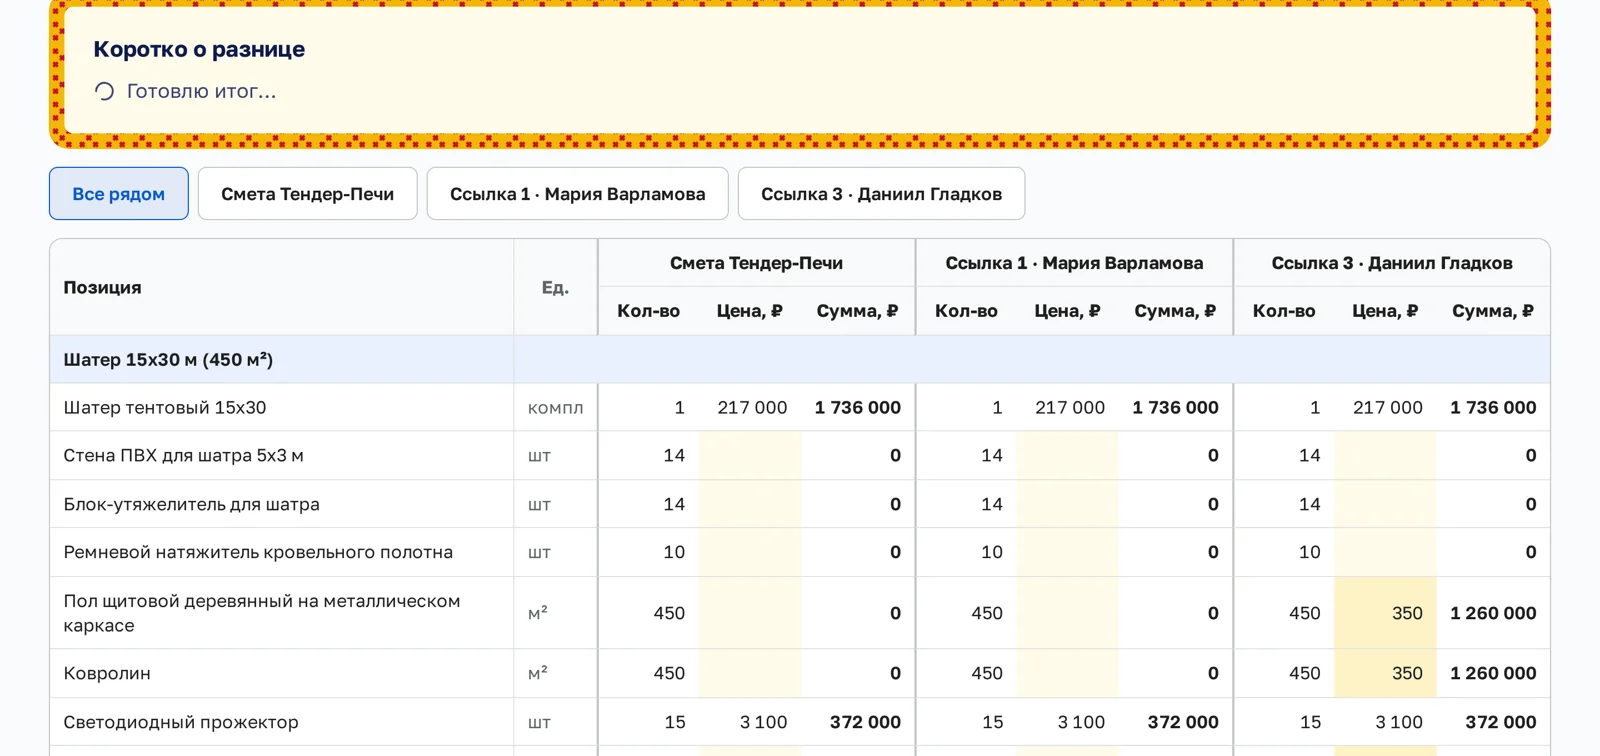 Коротко о разнице
Готовлю итог...
Все рядом
Смета Тендер-Печи
Ссылка 1 · Мария Варламова
Ссылка 3 · Даниил Гладков
Позиция Ед. Смета Тендер-Печи Ссылка 1 · Мария Варламова Ссылка 3 · Даниил Гладков
Кол-во Цена, ₽ Сумма, ₽ Кол-во Цена, ₽ Сумма, ₽ Кол-во Цена, ₽ Сумма, ₽
Шатер 15х30 м (450 м²)
Шатер тентовый 15х30 компл 1 217 000 1 736 000 1 217 000 1 736 000 1 217 000 1 736 000
Стена ПВХ для шатра 5х3 м шт 14 0 14 0 14 0
Блок-утяжелитель для шатра шт 14 0 14 0 14 0
Ремневой натяжитель кровельного полотна шт 10 0 10 0 10 0
Пол щитовой деревянный на металлическом
каркасе м² 450 0 450 0 450 350 1 260 000
Ковролин м² 450 0 450 0 450 350 1 260 000
Светодиодный прожектор шт 15 3 100 372 000 15 3 100 372 000 15 3 100 372 000